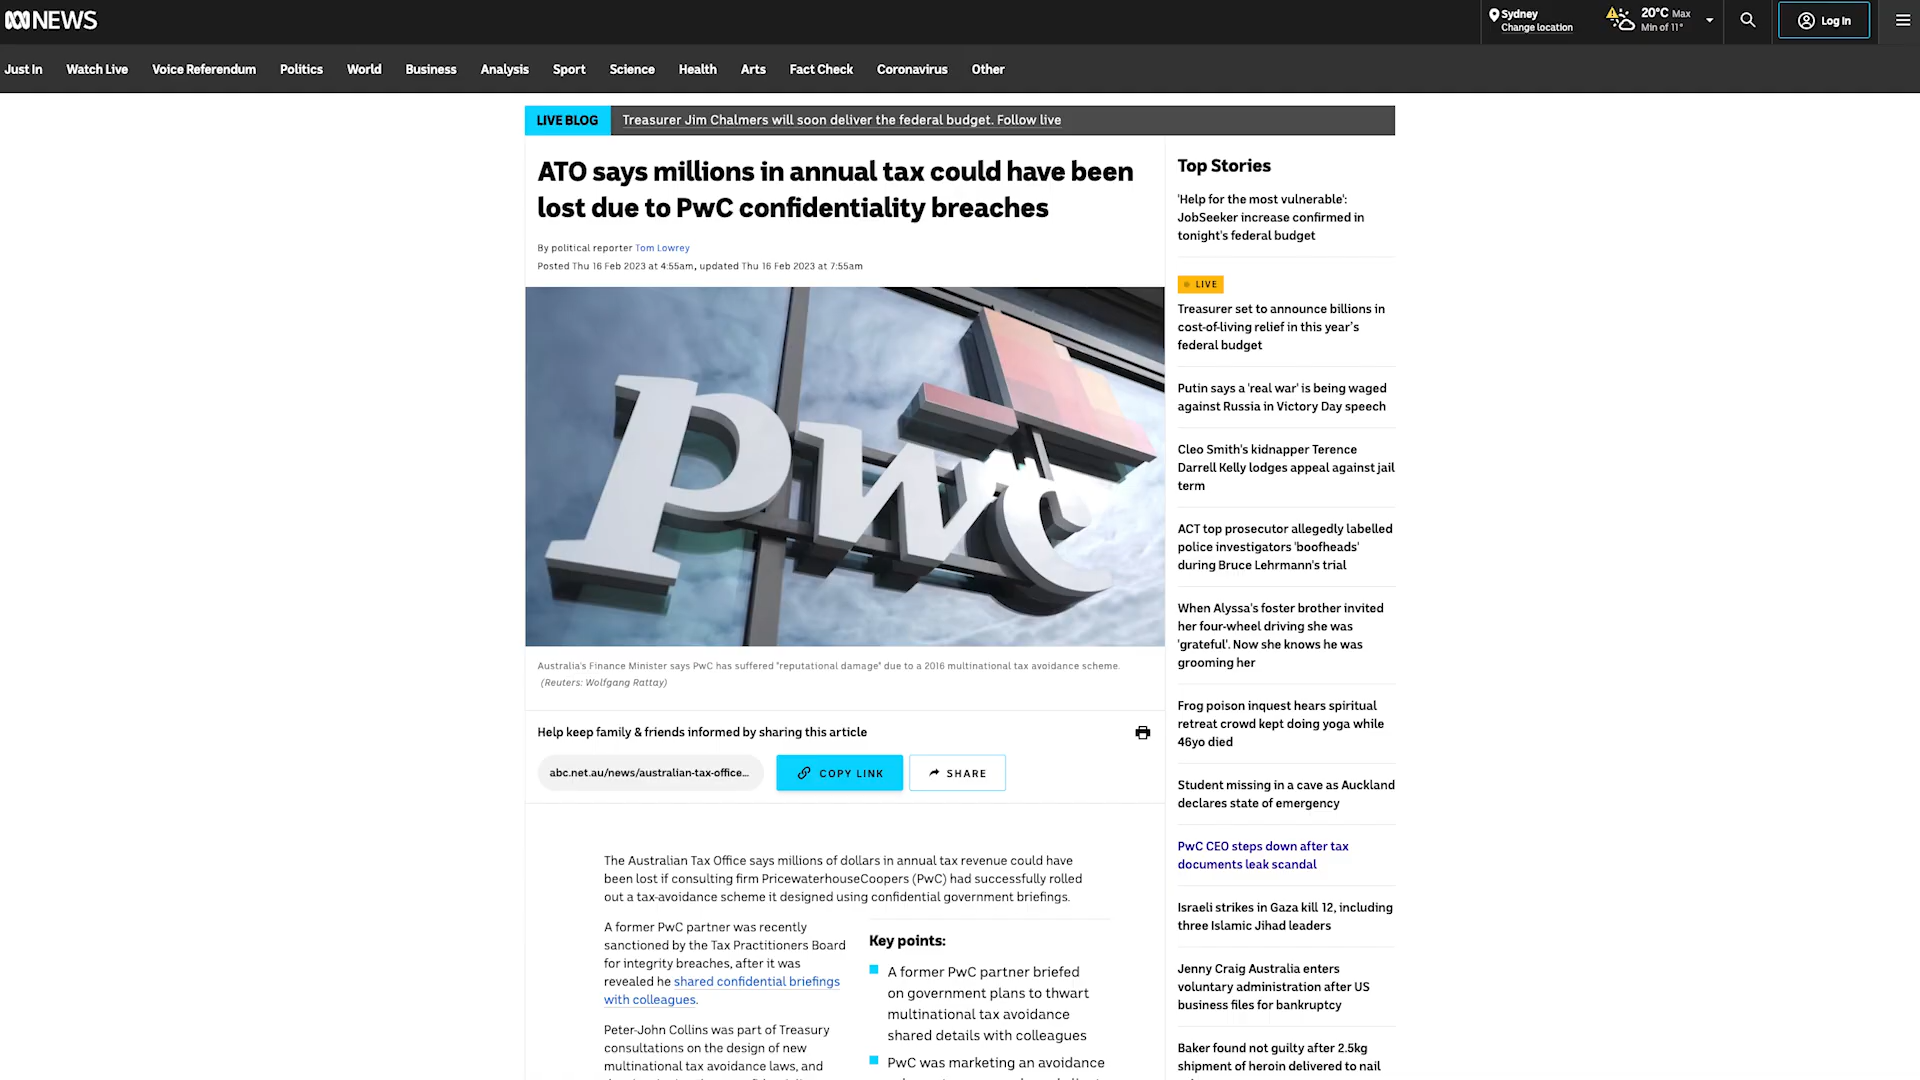 NEWS
Sydney
Change location
20°C Max
Min of 11°
Log In
Just In
Watch Live
Voice Referendum
Politics
World
Business
Analysis
Sport
Science
Health
Arts
Fact Check
Coronavirus
Other
LIVE BLOG
Treasurer Jim Chalmers will soon deliver the federal budget. Follow live
ATO says millions in annual tax could have been
lost due to PwC confidentiality breaches
By political reporter Tom Lowrey
Posted Thu 16 Feb 2023 at 4:55am, updated Thu 16 Feb 2023 at 7:55am
pwc
Australia's Finance Minister says PwC has suffered "reputational damage" due to a 2016 multinational tax avoidance scheme.
(Reuters: Wolfgang Rattay)
Help keep family & friends informed by sharing this article
abc.net.au/news/australian-tax-office...
COPY LINK
SHARE
The Australian Tax Office says millions of dollars in annual tax revenue could have
been lost if consulting firm PricewaterhouseCoopers (PwC) had successfully rolled
out a tax-avoidance scheme it designed using confidential government briefings.
A former PwC partner was recently
sanctioned by the Tax Practitioners Board
for integrity breaches, after it was
revealed he shared confidential briefings
with colleagues.
Peter-John Collins was part of Treasury
consultations on the design of new
multinational tax avoidance laws, and
Key points:
A former PwC partner briefed
on government plans to thwart
multinational tax avoidance
shared details with colleagues
PwC was marketing an avoidance
Top Stories
'Help for the most vulnerable':
JobSeeker increase confirmed in
tonight's federal budget
LIVE
Treasurer set to announce billions in
cost-of-living relief in this year's
federal budget
Putin says a 'real war' is being waged
against Russia in Victory Day speech
Cleo Smith's kidnapper Terence
Darrell Kelly lodges appeal against jail
term
ACT top prosecutor allegedly labelled
police investigators 'boofheads'
during Bruce Lehrmann's trial
When Alyssa's foster brother invited
her four-wheel driving she was
'grateful'. Now she knows he was
grooming her
Frog poison inquest hears spiritual
retreat crowd kept doing yoga while
46yo died
Student missing in a cave as Auckland
declares state of emergency
PwC CEO steps down after tax
documents leak scandal
Israeli strikes in Gaza kill 12, including
three Islamic Jihad leaders
Jenny Craig Australia enters
voluntary administration after US
business files for bankruptcy
Baker found not guilty after 2.5kg
shipment of heroin delivered to nail